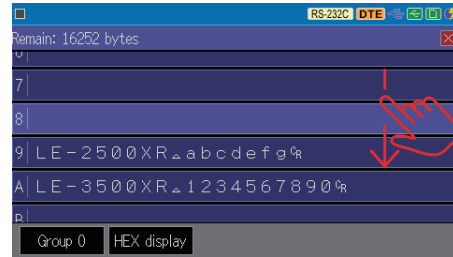 RS-232C DTE
Remain: 16252 bytes
6
7
8
9 LE-2500XR▵abcdefg␍
A LE-3500XR▵1234567890␍
B
Group 0 HEX display